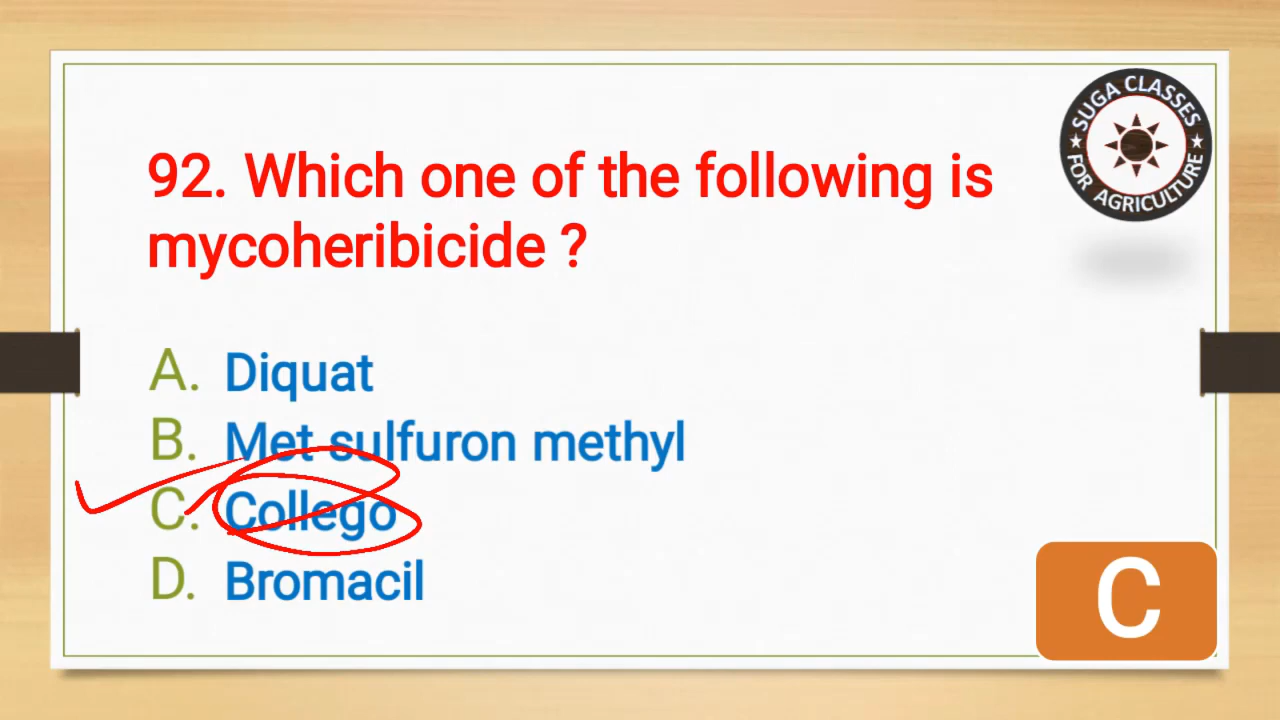 SUGA CLASSES
FOR AGRICULTURE
92. Which one of the following is
mycoheribicide ?
A. Diquat
B. Met sulfuron methyl
C. Collego
D. Bromacil
C